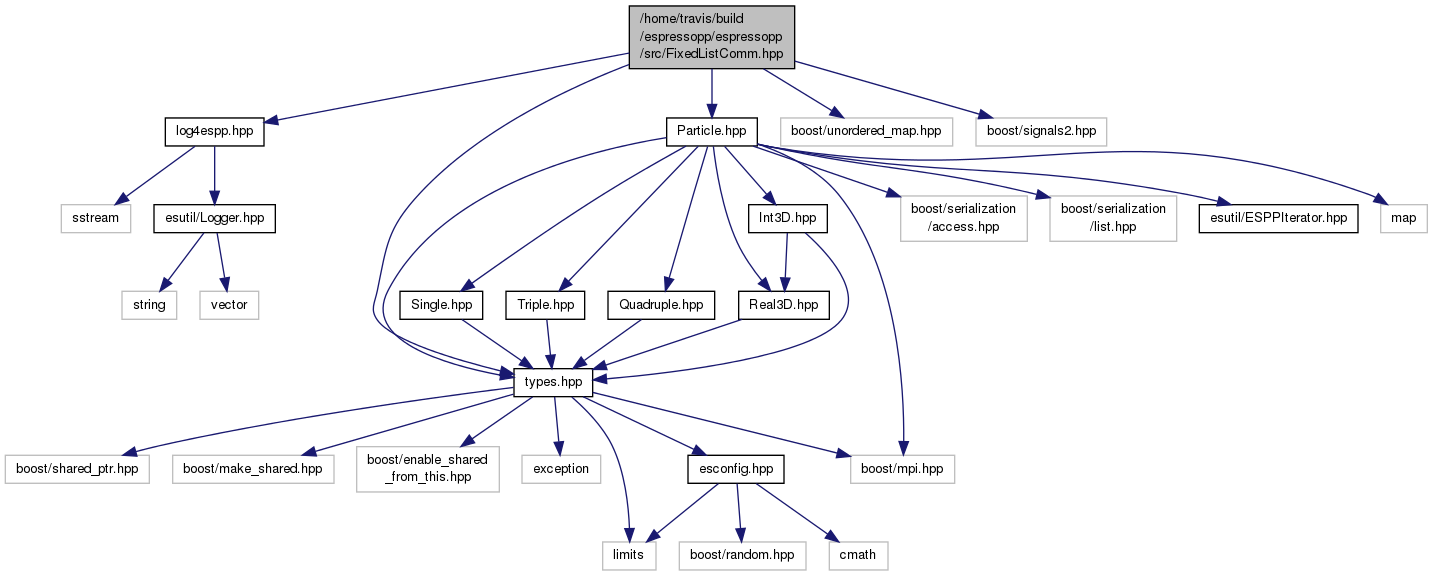 /home/travis/build
/espressopp/espressopp
/src/FixedListComm.hpp
log4espp.hpp
Particle.hpp
boost/unordered_map.hpp
boost/signals2.hpp
sstream
esutil/Logger.hpp
Int3D.hpp
boost/serialization
/access.hpp
boost/serialization
/list.hpp
esutil/ESPPIterator.hpp
map
string
vector
Single.hpp
Triple.hpp
Quadruple.hpp
Real3D.hpp
types.hpp
boost/shared_ptr.hpp
boost/make_shared.hpp
boost/enable_shared
_from_this.hpp
exception
esconfig.hpp
boost/mpi.hpp
limits
boost/random.hpp
cmath